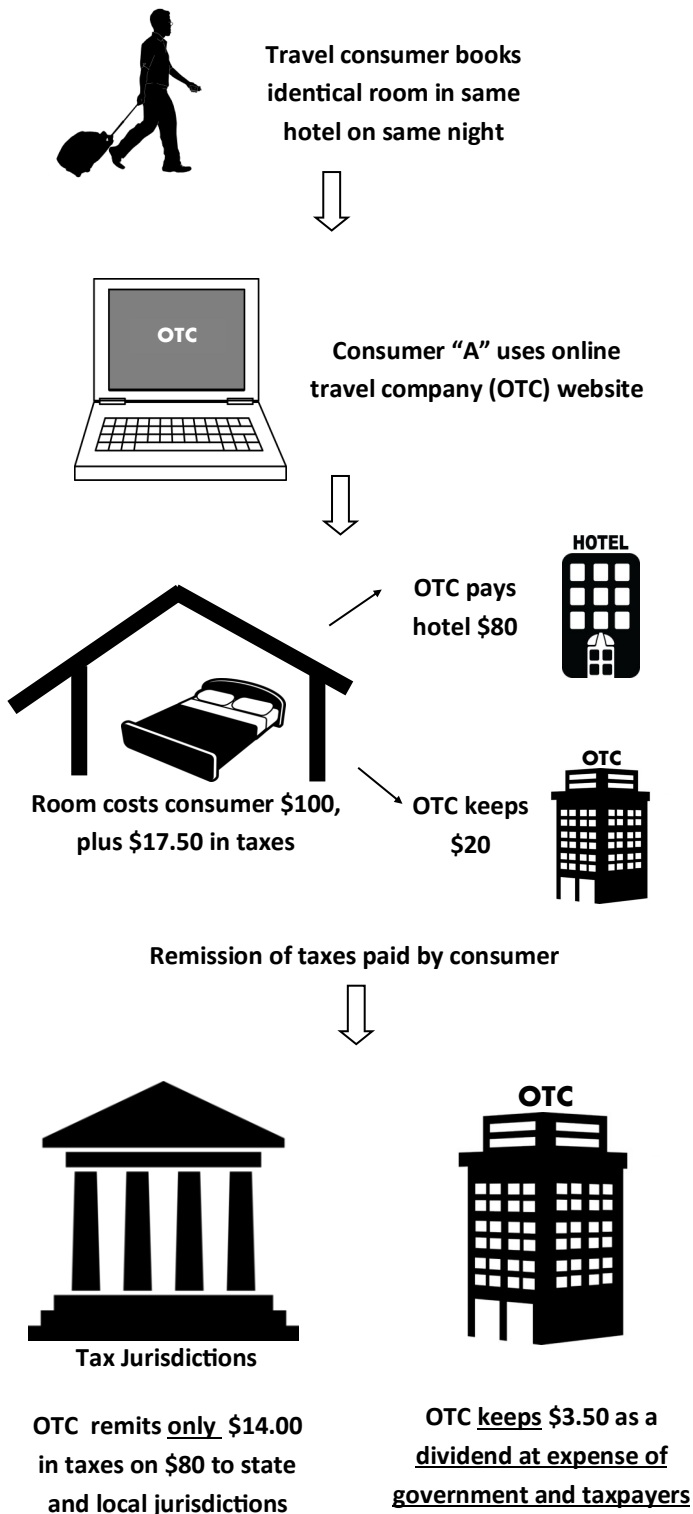 Travel consumer books
identical room in same
hotel on same night
OTC
Consumer “A” uses online
travel company (OTC) website
HOTEL
OTC pays
hotel $80
OTC
Room costs consumer $100,
plus $17.50 in taxes
OTC keeps
$20
Remission of taxes paid by consumer
OTC
Tax Jurisdictions
OTC remits only $14.00
in taxes on $80 to state
and local jurisdictions
OTC keeps $3.50 as a
dividend at expense of
government and taxpayers